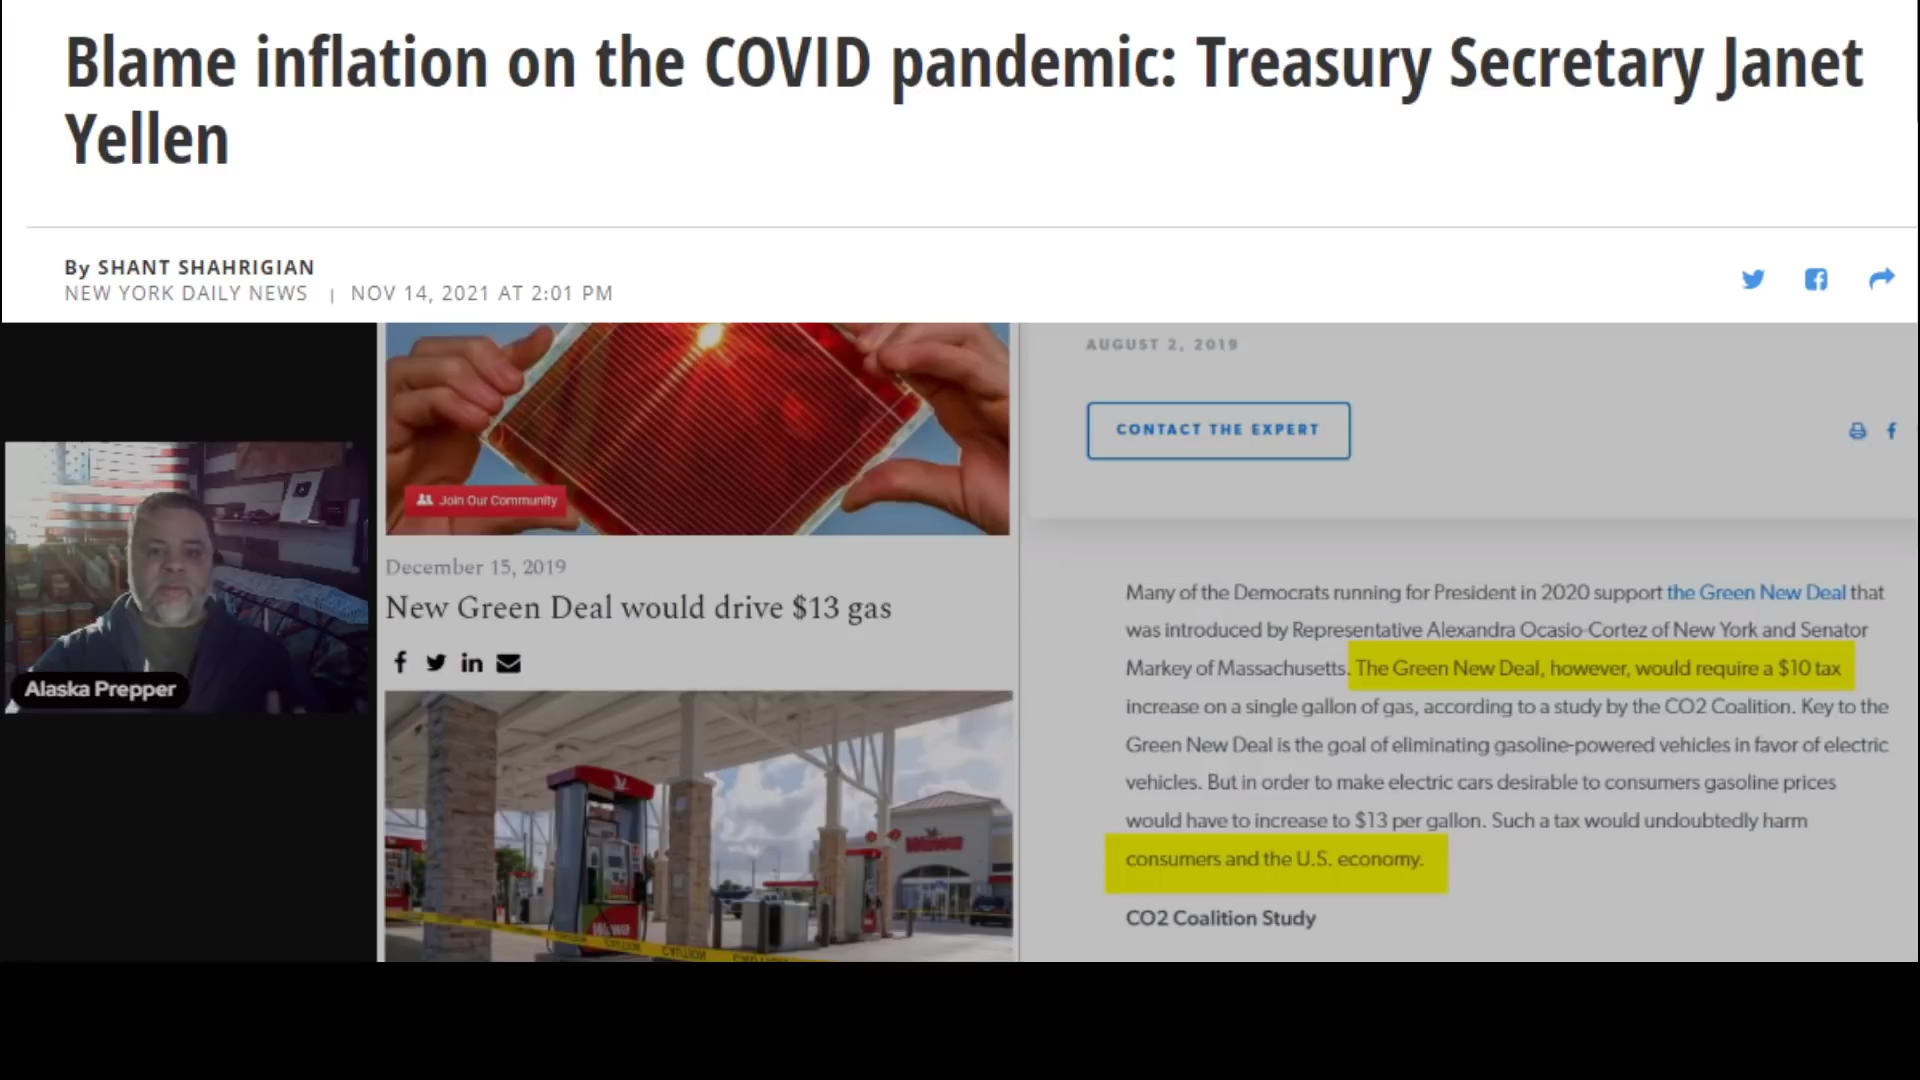 Blame inflation on the COVID pandemic: Treasury Secretary Janet
Yellen
By SHANT SHAHRIGIAN
NEW YORK DAILY NEWS | NOV 14, 2021 AT 2:01 PM
Alaska Prepper
Join Our Community
December 15, 2019
New Green Deal would drive $13 gas
CAUTION
AUGUST 2, 2019
CONTACT THE EXPERT
Many of the Democrats running for President in 2020 support the Green New Deal that
was introduced by Representative Alexandra Ocasio-Cortez of New York and Senator
Markey of Massachusetts. The Green New Deal, however, would require a $10 tax
increase on a single gallon of gas, according to a study by the CO2 Coalition. Key to the
Green New Deal is the goal of eliminating gasoline-powered vehicles in favor of electric
vehicles. But in order to make electric cars desirable to consumers gasoline prices
would have to increase to $13 per gallon. Such a tax would undoubtedly harm
consumers and the U.S. economy.
CO2 Coalition Study